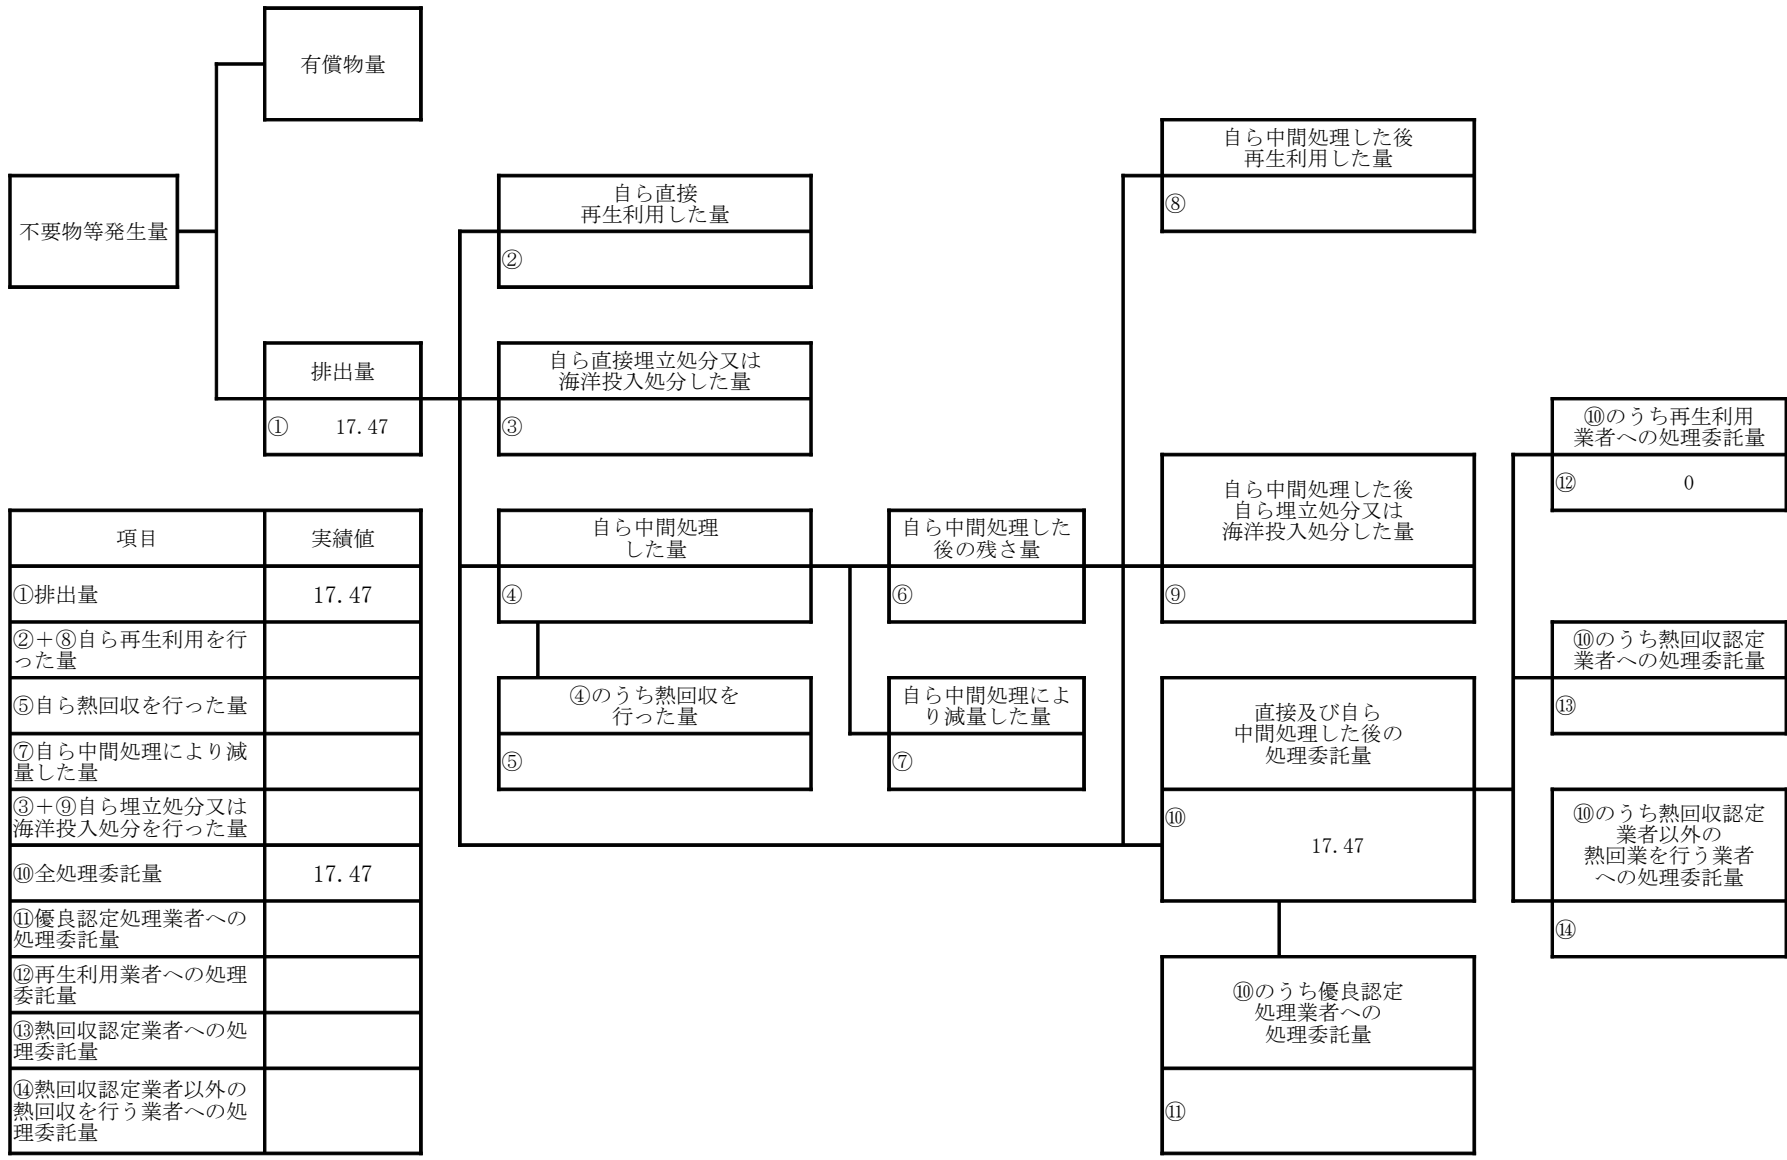 有償物量
不要物等発生量
排出量
① 17.47
自ら直接
再生利用した量
②
自ら直接埋立処分又は
海洋投入処分した量
③
自ら中間処理
した量
④
④のうち熱回収を
行った量
⑤
自ら中間処理した
後の残さ量
⑥
自ら中間処理によ
り減量した量
⑦
自ら中間処理した後
再生利用した量
⑧
自ら中間処理した後
自ら埋立処分又は
海洋投入処分した量
⑨
直接及び自ら
中間処理した後の
処理委託量
⑩
17.47
⑩のうち優良認定
処理業者への
処理委託量
⑪
⑩のうち再生利用
業者への処理委託量
⑫ 0
⑩のうち熱回収認定
業者への処理委託量
⑬
⑩のうち熱回収認定
業者以外の
熱回業を行う業者
への処理委託量
⑭
項目 実績値
①排出量 17.47
②＋⑧自ら再生利用を行
った量
⑤自ら熱回収を行った量
⑦自ら中間処理により減
量した量
③＋⑨自ら埋立処分又は
海洋投入処分を行った量
⑩全処理委託量 17.47
⑪優良認定処理業者への
処理委託量
⑫再生利用業者への処理
委託量
⑬熱回収認定業者への処
理委託量
⑭熱回収認定業者以外の
熱回収を行う業者への処
理委託量